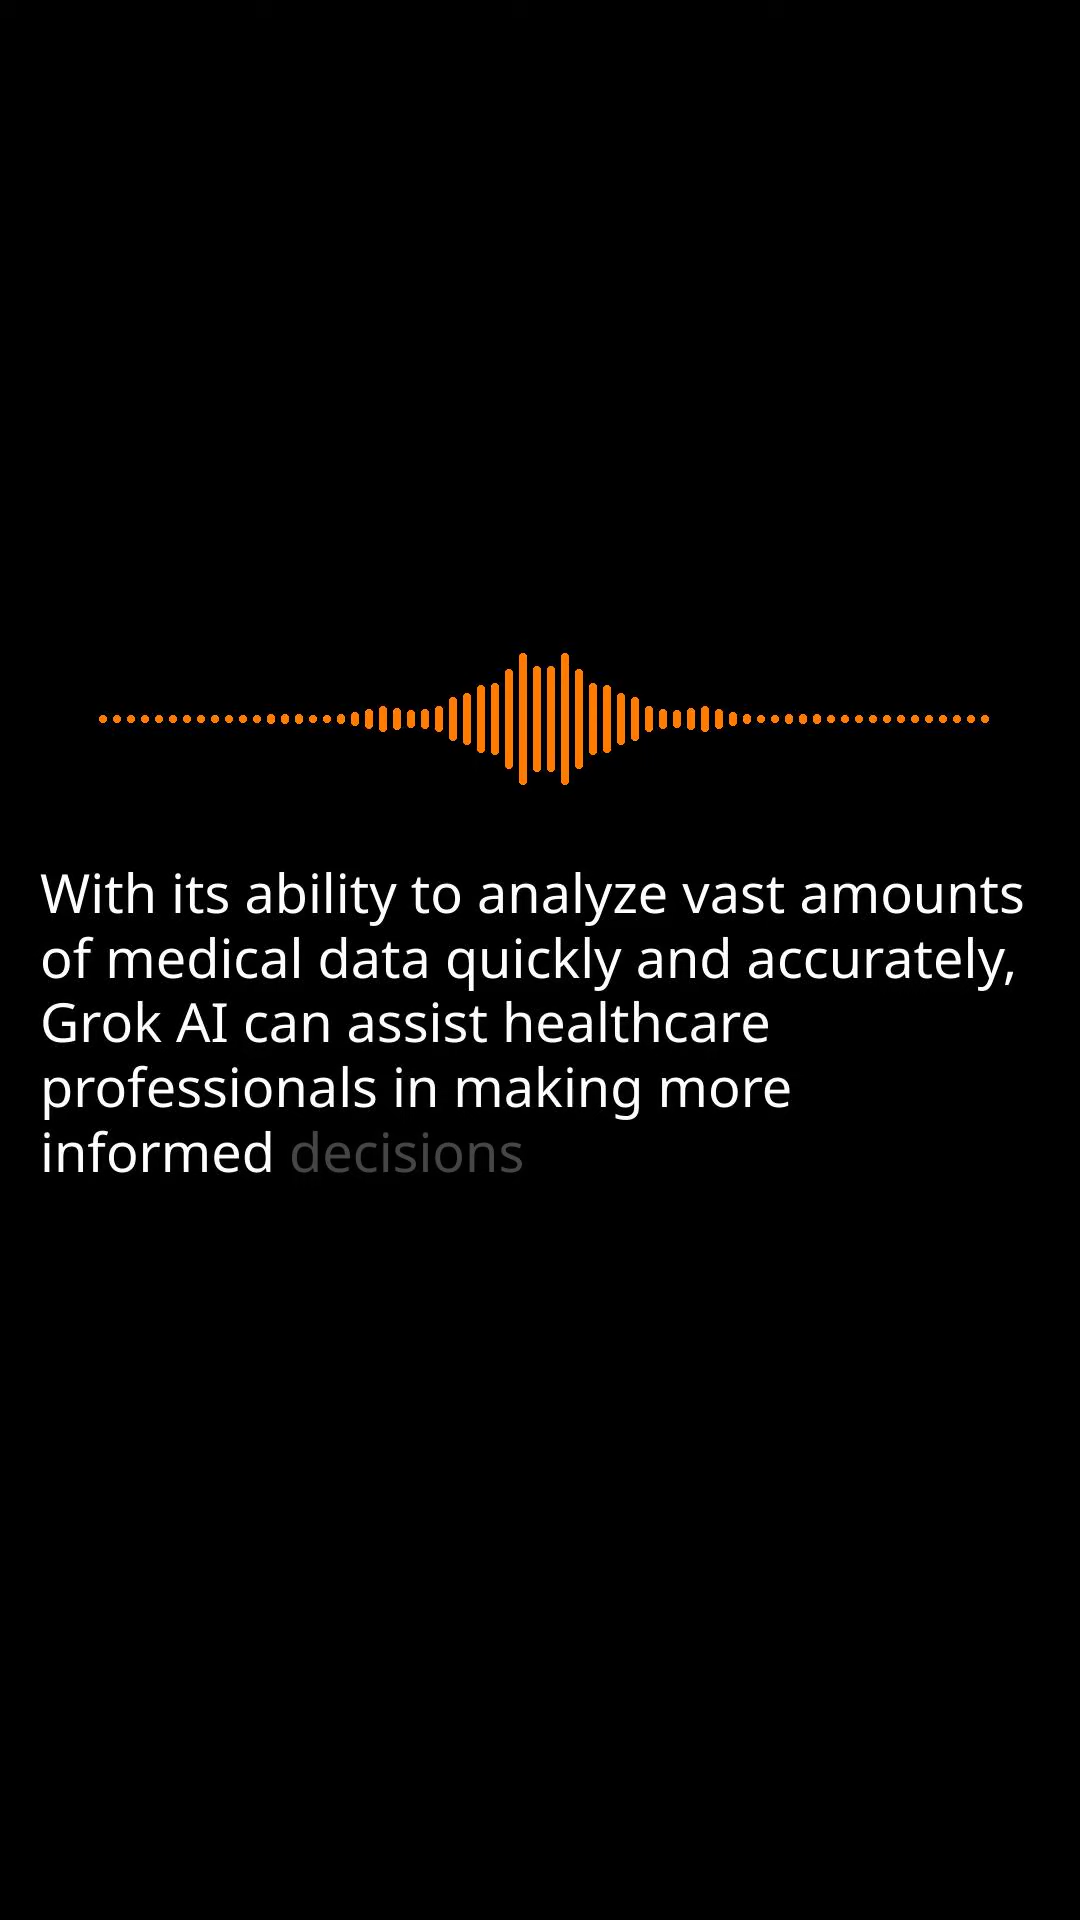 With its ability to analyze vast amounts
of medical data quickly and accurately,
Grok AI can assist healthcare
professionals in making more
informed decisions